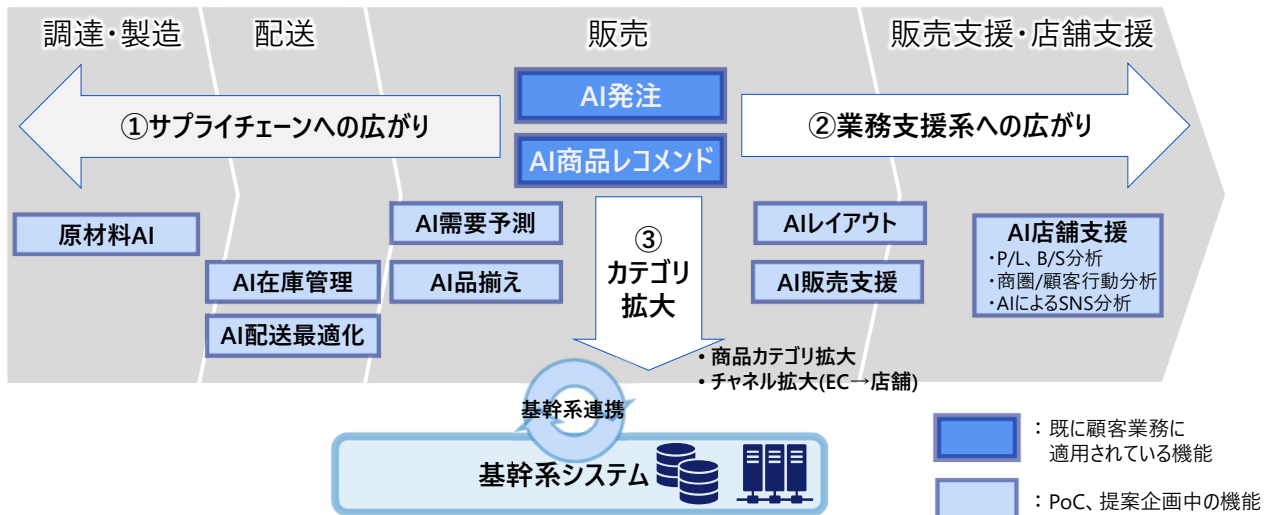 調達・製造
配送
販売
販売支援・店舗支援
AI発注
①サプライチェーンへの広がり
②業務支援系への広がり
AI商品レコメンド
原材料AI
AI在庫管理
AI配送最適化
AI需要予測
AI品揃え
③
カテゴリ
拡大
AIレイアウト
AI販売支援
AI店舗支援
・P/L、B/S分析
・商圏/顧客行動分析
・AIによるSNS分析
• 商品カテゴリ拡大
• チャネル拡大(EC→店舗)
基幹系連携
基幹系システム
：既に顧客業務に
適用されている機能
：PoC、提案企画中の機能